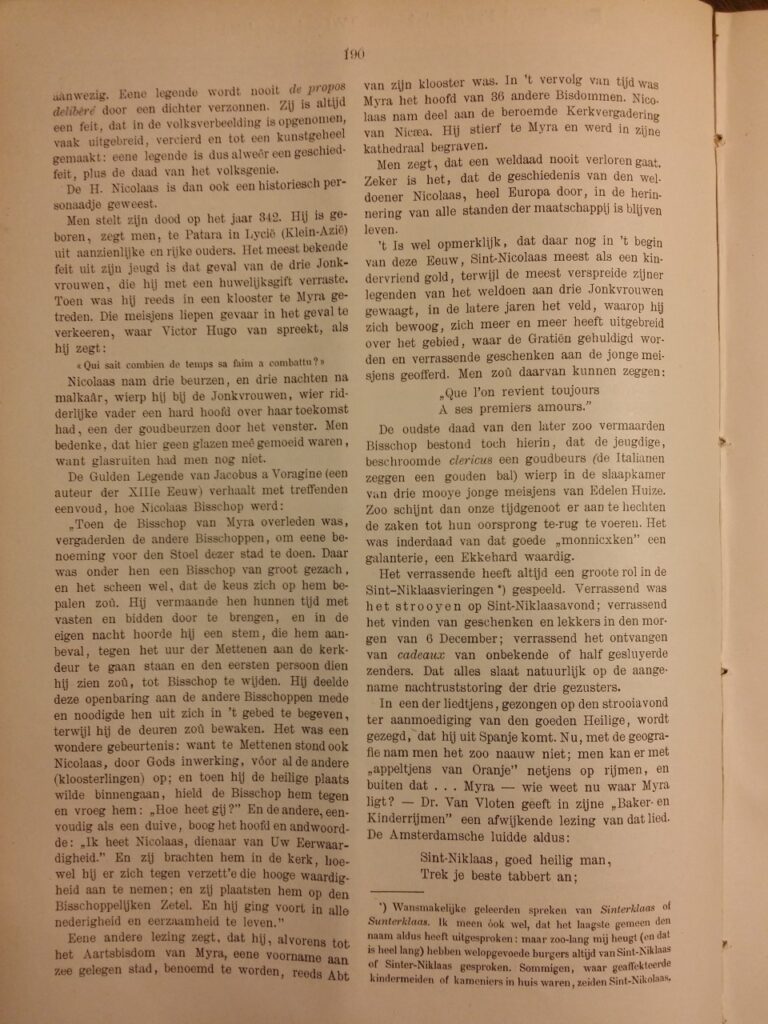 190
aanwezig. Eene legende wordt nooit de propos
delibéré door een dichter verzonnen. Zij is altijd
een feit, dat in de volksverbeelding is opgenomen,
vaak uitgebreid, vercierd en tot een kunstgeheel
gemaakt: eene legende is dus alweêr een geschied-
feit, plus de daad van het volksgenie.
De H. Nicolaas is dan ook een historiesch per-
sonaadje geweest.
Men stelt zijn dood op het jaar 342. Hij is ge-
boren, zegt men, te Patara in Lycië (Klein-Azië)
uit aanzienlijke en rijke ouders. Het meest bekende
feit uit zijn jeugd is dat geval van de drie Jonk-
vrouwen, die hij met een huwelijksgift verraste.
Toen was hij reeds in een klooster te Myra ge-
treden. Die meisjens liepen gevaar in het geval te
verkeeren, waar Victor Hugo van spreekt, als
hij zegt:
«Qui sait combien de temps sa faim a combattu?»
Nicolaas nam drie beurzen, en drie nachten na
malkaâr, wierp hij bij de Jonkvrouwen, wier rid-
derlijke vader een hard hoofd over haar toekomst
had, een der goudbeurzen door het venster. Men
bedenke, dat hier geen glazen meê gemoeid waren,
want glasruiten had men nog niet.
De Gulden Legende van Jacobus a Voragine (een
auteur der XIIIe Eeuw) verhaalt met treffenden
eenvoud, hoe Nicolaas Bisschop werd:
„Toen de Bisschop van Myra overleden was,
vergaderden de andere Bisschoppen, om eene be-
noeming voor den Stoel dezer stad te doen. Daar
was onder hen een Bisschop van groot gezach,
en het scheen wel, dat de keus zich op hem be-
palen zoû. Hij vermaande hen hunnen tijd met
vasten en bidden door te brengen, en in de
eigen nacht hoorde hij een stem, die hem aan-
beval, tegen het uur der Mettenen aan de kerk-
deur te gaan staan en den eersten persoon dien
hij zien zoû, tot Bisschop te wijden. Hij deelde
deze openbaring aan de andere Bisschoppen mede
en noodigde hen uit zich in 't gebed te begeven,
terwijl hij de deuren zoû bewaken. Het was een
wondere gebeurtenis: want te Mettenen stond ook
Nicolaas, door Gods inwerking, vóor al de andere
(kloosterlingen) op; en toen hij de heilige plaats
wilde binnengaan, hield de Bisschop hem tegen
en vroeg hem: „Hoe heet gij?" En de andere, een-
voudig als een duive, boog het hoofd en andwoord-
de: „Ik heet Nicolaas, dienaar van Uw Eerwaar-
digheid." En zij brachten hem in de kerk, hoe-
wel hij er zich tegen verzett'e die hooge waardig-
heid aan te nemen; en zij plaatsten hem op den
Bisschoppelijken Zetel. En hij ging voort in alle
nederigheid en eerzaamheid te leven."
Eene andere lezing zegt, dat hij, alvorens tot
het Aartsbisdom van Myra, eene voorname aan
zee gelegen stad, benoemd te worden, reeds Abt
van zijn klooster was. In 't vervolg van tijd was
Myra het hoofd van 36 andere Bisdommen. Nico-
laas nam deel aan de beroemde Kerkvergadering
van Nicæa. Hij stierf te Myra en werd in zijne
kathedraal begraven.
Men zegt, dat een weldaad nooit verloren gaat.
Zeker is het, dat de geschiedenis van den wel-
doener Nicolaas, heel Europa door, in de herin-
nering van alle standen der maatschappij is blijven
leven.
't Is wel opmerklijk, dat daar nog in 't begin
van deze Eeuw, Sint-Nicolaas meest als een kin-
dervriend gold, terwijl de meest verspreide zijner
legenden van het weldoen aan drie Jonkvrouwen
gewaagt, in de latere jaren het veld, waarop hij
zich bewoog, zich meer en meer heeft uitgebreid
over het gebied, waar de Gratiën gehuldigd wor-
den en verrassende geschenken aan de jonge mei-
sjens geofferd. Men zoû daarvan kunnen zeggen:
„Que l'on revient toujours
A ses premiers amours."
De oudste daad van den later zoo vermaarden
Bisschop bestond toch hierin, dat de jeugdige,
beschroomde clericus een goudbeurs (de Italianen
zeggen een gouden bal) wierp in de slaapkamer
van drie mooye jonge meisjens van Edelen Huize.
Zoo schijnt dan onze tijdgenoot er aan te hechten
de zaken tot hun oorsprong te-rug te voeren. Het
was inderdaad van dat goede „monnicxken" een
galanterie, een Ekkehard waardig.
Het verrassende heeft altijd een groote rol in de
Sint-Niklaasvieringen *) gespeeld. Verrassend was
het strooyen op Sint-Niklaasavond; verrassend
het vinden van geschenken en lekkers in den mor-
gen van 6 December; verrassend het ontvangen
van cadeaux van onbekende of half gesluyerde
zenders. Dat alles slaat natuurlijk op de aange-
name nachtruststoring der drie gezusters.
In een der liedtjens, gezongen op den strooiavond
ter aanmoediging van den goeden Heilige, wordt
gezegd, dat hij uit Spanje komt. Nu, met de geogra-
fie nam men het zoo naauw niet; men kan er met
„appeltjens van Oranje" netjens op rijmen, en
buiten dat . . . Myra — wie weet nu waar Myra
ligt? — Dr. Van Vloten geeft in zijne „Baker- en
Kinderrijmen" een afwijkende lezing van dat lied.
De Amsterdamsche luidde aldus:
Sint-Niklaas, goed heilig man,
Trek je beste tabbert an;
*) Wansmakelijke geleerden spreken van Sinterklaas of
Sunterklaas. Ik meen óok wel, dat het laagste gemeen den
naam aldus heeft uitgesproken: maar zoo-lang mij heugt (en dat
is heel lang) hebben welopgevoede burgers altijd van Sint-Niklaas
of Sinter-Niklaas gesproken. Sommigen, waar geaffekteerde
kindermeiden of kameniers in huis waren, zeiden Sint-Nikolaas.